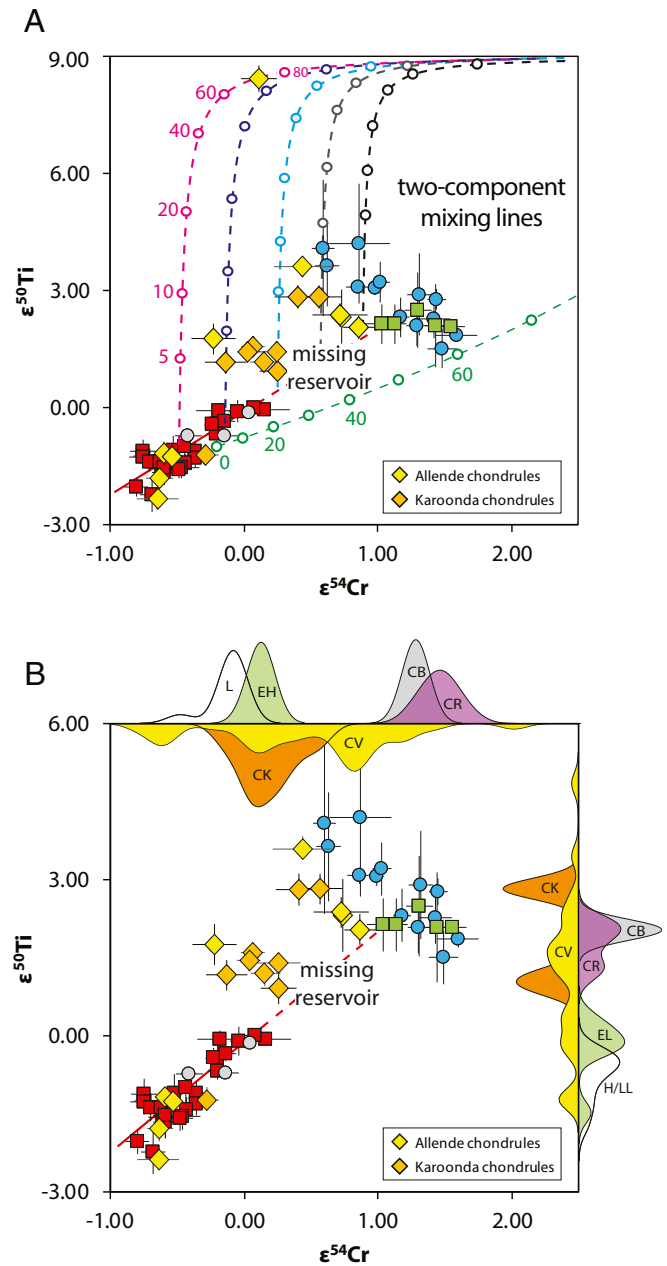 A
9.00
6.00
3.00
0.00
-3.00
ε50Ti
-1.00
0.00
1.00
2.00
ε54Cr
80
60
40
20
10
5
two-component
mixing lines
missing
reservoir
0
20
40
60
Allende chondrules
Karoonda chondrules
B
L
EH
CB
CR
CK
CV
6.00
3.00
0.00
-3.00
ε50Ti
missing
reservoir
CK
CV
CB
CR
EL
H/LL
Allende chondrules
Karoonda chondrules
-1.00
0.00
1.00
2.00
ε54Cr